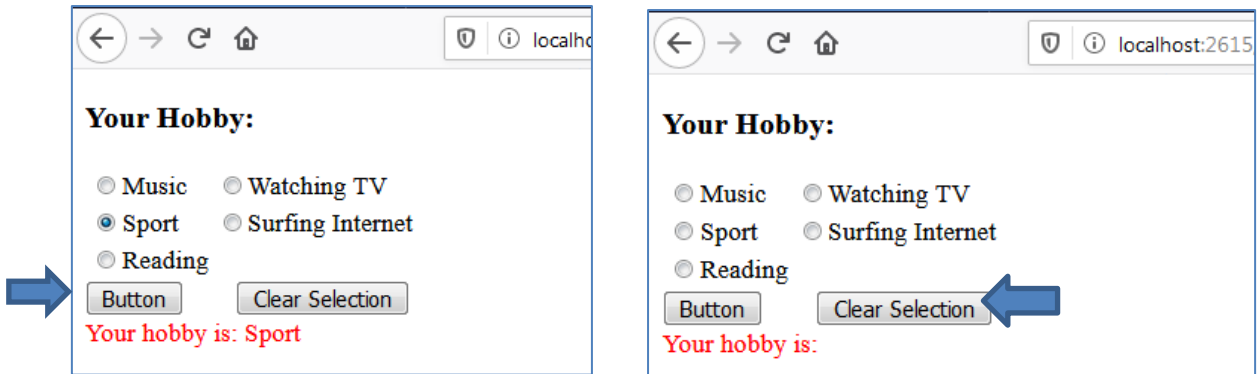 localho
Your Hobby:
Music Watching TV
Sport Surfing Internet
Reading
Button Clear Selection
Your hobby is: Sport
localhost:2615
Your Hobby:
Music Watching TV
Sport Surfing Internet
Reading
Button Clear Selection
Your hobby is: